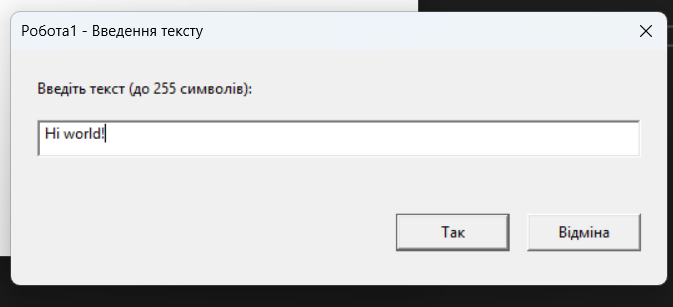 Робота1 - Введення тексту
Введіть текст (до 255 символів):
Hi world!
Так
Відміна